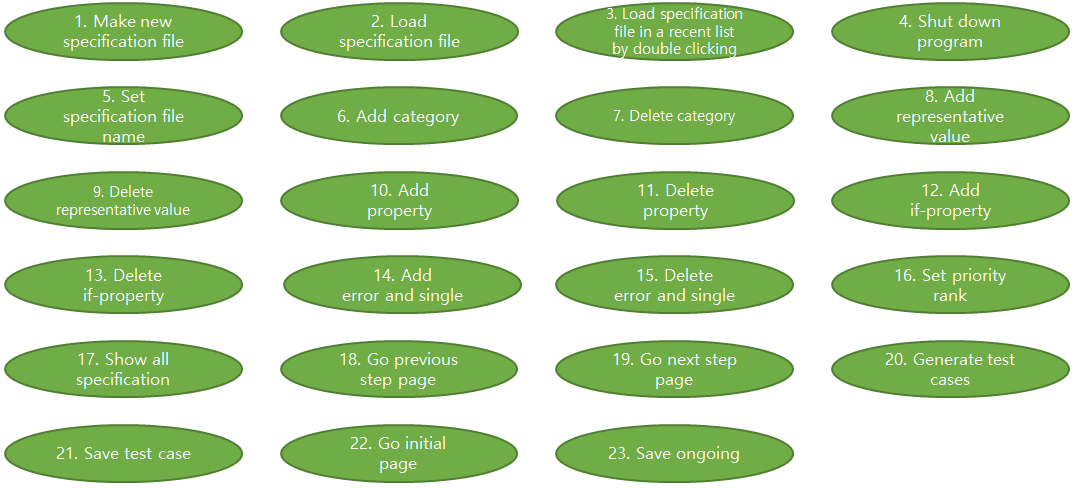 1. Make new
specification file
2. Load
specification file
3. Load specification
file in a recent list
by double clicking
4. Shut down
program
5. Set
specification file
name
6. Add category
7. Delete category
8. Add
representative
value
9. Delete
representative value
10. Add
property
11. Delete
property
12. Add
if-property
13. Delete
if-property
14. Add
error and single
15. Delete
error and single
16. Set priority
rank
17. Show all
specification
18. Go previous
step page
19. Go next step
page
20. Generate test
cases
21. Save test case
22. Go initial
page
23. Save ongoing